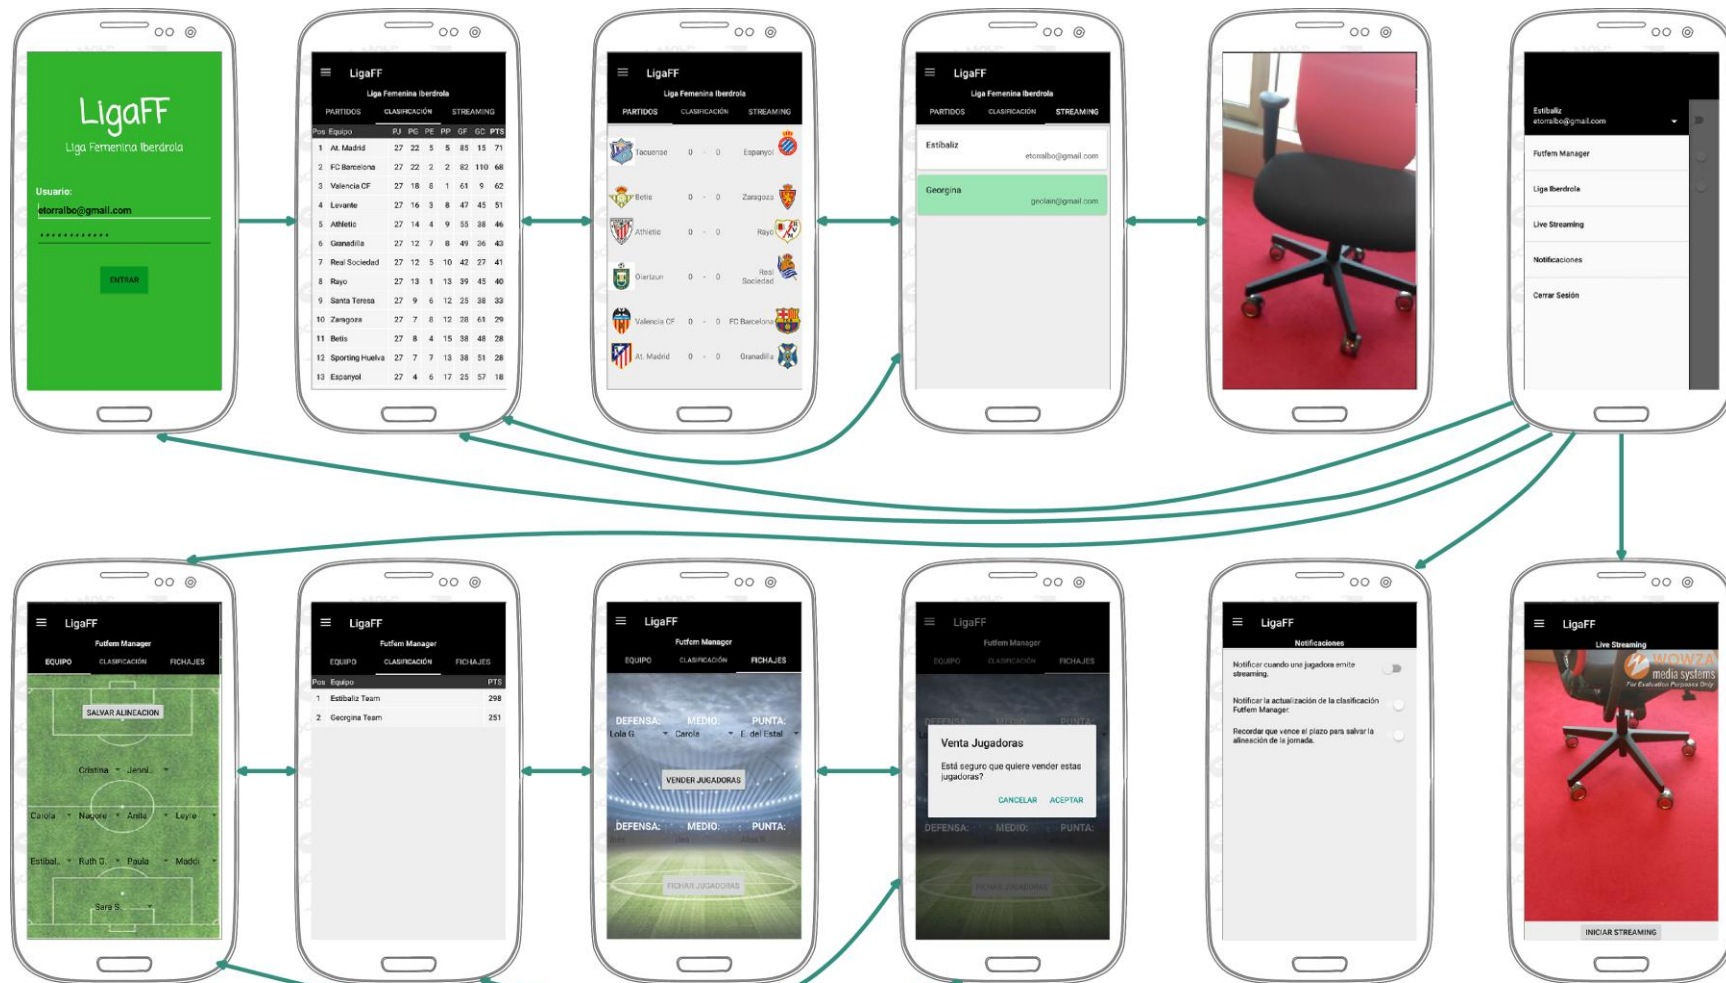 LigaFF
Liga Femenina Iberdrola
Usuario:
etorralbo@gmail.com
ENTRAR
LigaFF
Liga Femenina Iberdrola
PARTIDOS CLASIFICACIÓN STREAMING
Pos Equipo PJ PG PE PP GF GC PTS
1 At. Madrid 27 22 5 5 85 15 71
2 FC Barcelona 27 22 2 2 82 110 68
3 Valencia CF 27 18 8 1 61 9 62
4 Levante 27 16 3 8 47 45 51
5 Athletic 27 14 4 9 55 38 46
6 Granadilla 27 12 7 8 49 36 43
7 Real Sociedad 27 12 5 10 42 27 41
8 Rayo 27 13 1 13 39 45 40
9 Santa Teresa 27 9 6 12 25 38 33
10 Zaragoza 27 7 8 12 28 61 29
11 Betis 27 8 4 15 38 48 28
12 Sporting Huelva 27 7 7 13 38 51 28
13 Espanyol 27 4 6 17 25 57 18
LigaFF
Liga Femenina Iberdrola
PARTIDOS CLASIFICACIÓN STREAMING
Tacuense 0 - 0 Espanyol
Betis 0 - 0 Zaragoza
Athletic 0 - 0 Rayo
Oiartzun 0 - 0 Real
Sociedad
Valencia CF 0 - 0 FC Barcelona
At. Madrid 0 - 0 Granadilla
LigaFF
Liga Femenina Iberdrola
PARTIDOS CLASIFICACIÓN STREAMING
Estibaliz
etorralbo@gmail.com
Georgina
geolain@gmail.com
Estibaliz
etorralbo@gmail.com
Futfem Manager
Liga Iberdrola
Live Streaming
Notificaciones
Cerrar Sesión
LigaFF
Futfem Manager
EQUIPO CLASIFICACIÓN FICHAJES
SALVAR ALINEACION
Cristina Jenni..
Carola Nagore Anita Leyre
Estibal.. Ruth G. Paula Maddi
Sara S.
LigaFF
Futfem Manager
EQUIPO CLASIFICACIÓN FICHAJES
Pos Equipo PTS
1 Estibaliz Team 298
2 Georgina Team 251
LigaFF
Futfem Manager
EQUIPO CLASIFICACIÓN FICHAJES
DEFENSA: MEDIO: PUNTA:
Lola G. Carola E. del Estal
VENDER JUGADORAS
DEFENSA: MEDIO: PUNTA:
FICHAR JUGADORAS
LigaFF
Futfem Manager
EQUIPO CLASIFICACIÓN FICHAJES
DEFENSA: MEDIO: PUNTA:
Venta Jugadoras
Está seguro que quiere vender estas
jugadoras?
CANCELAR ACEPTAR
DEFENSA: MEDIO: PUNTA:
FICHAR JUGADORAS
LigaFF
Notificaciones
Notificar cuando una jugadora emite
streaming.
Notificar la actualización de la clasificación
Futfem Manager.
Recordar que vence el plazo para salvar la
alineación de la jornada.
LigaFF
Live Streaming
WOWZA
media systems
For Evaluation Purposes Only
INICIAR STREAMING